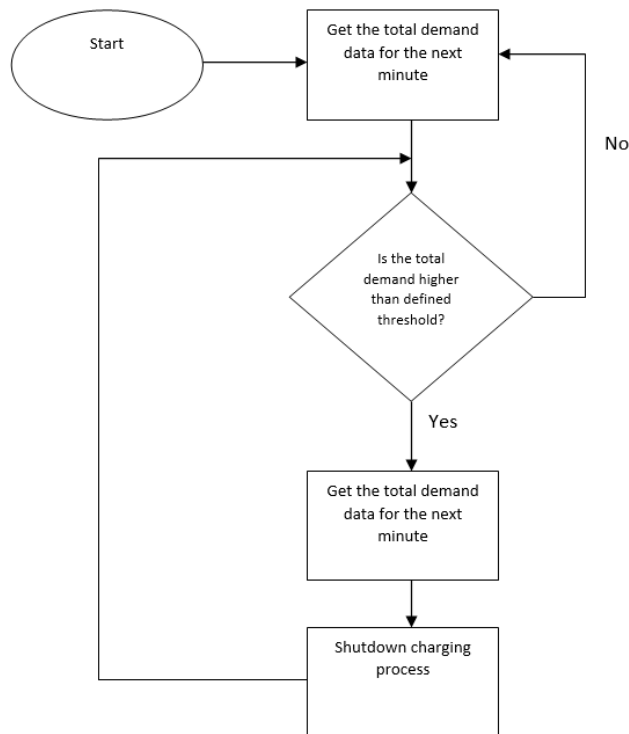 Start
Get the total demand
data for the next
minute
No
Is the total
demand higher
than defined
threshold?
Yes
Get the total demand
data for the next
minute
Shutdown charging
process